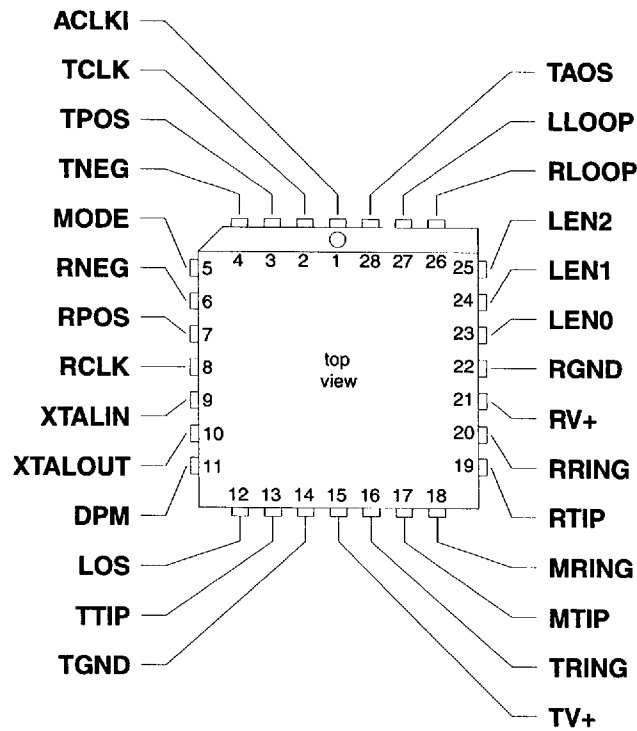 ACLKI
TCLK
TPOS
TNEG
MODE
RNEG
RPOS
RCLK
XTALIN
XTALOUT
DPM
LOS
TTIP
TGND
4 3 2 1 28 27 26
5
6
7
8
9
10
11
top
view
25
24
23
22
21
20
19
12 13 14 15 16 17 18
TAOS
LLOOP
RLOOP
LEN2
LEN1
LEN0
RGND
RV+
RRING
RTIP
MRING
MTIP
TRING
TV+